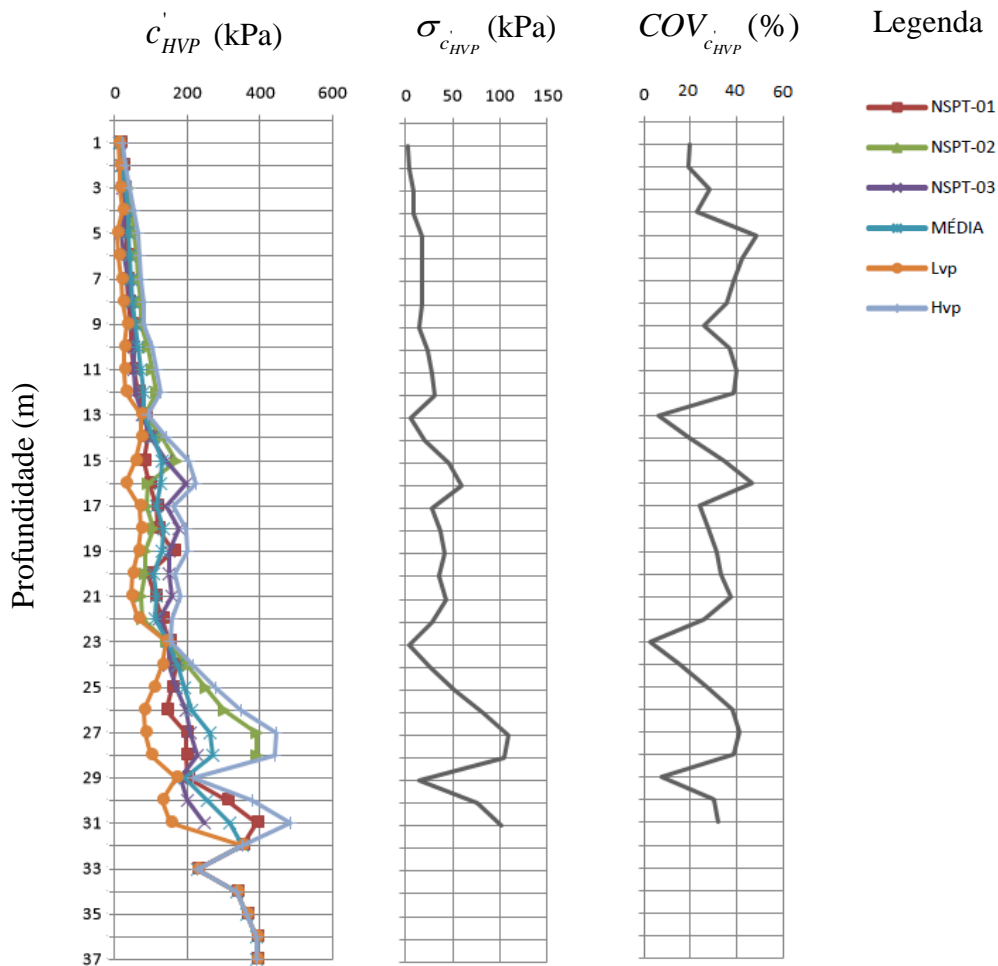 c'HVP (kPa)
σc'HVP (kPa)
COVc'HVP (%)
Legenda
0 200 400 600
0 50 100 150
0 20 40 60
Profundidade (m)
1
3
5
7
9
11
13
15
17
19
21
23
25
27
29
31
33
35
37
NSPT-01
NSPT-02
NSPT-03
MÉDIA
Lvp
Hvp